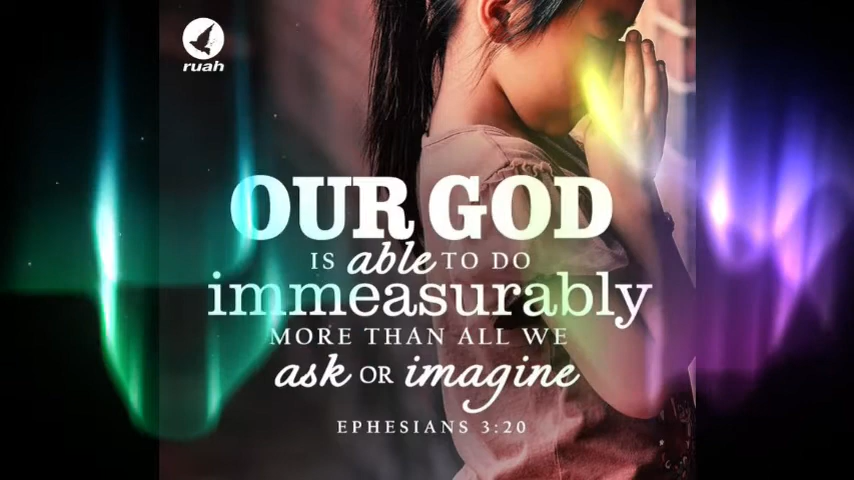 ruah
OUR GOD
IS able TO DO
immeasurably
MORE THAN ALL WE
ask OR imagine
EPHESIANS 3:20